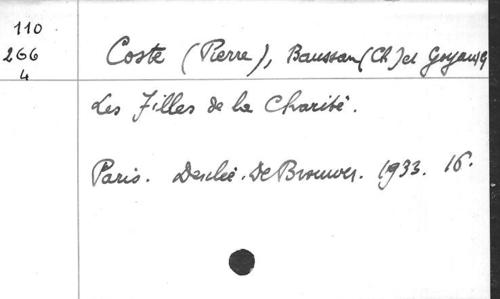 110
266
4
Coste (Pierre), Baussan (Ch) et Goyau, G
Les Filles de la Charité.
Paris. Desclée. De Brouwer. 1933. 16.